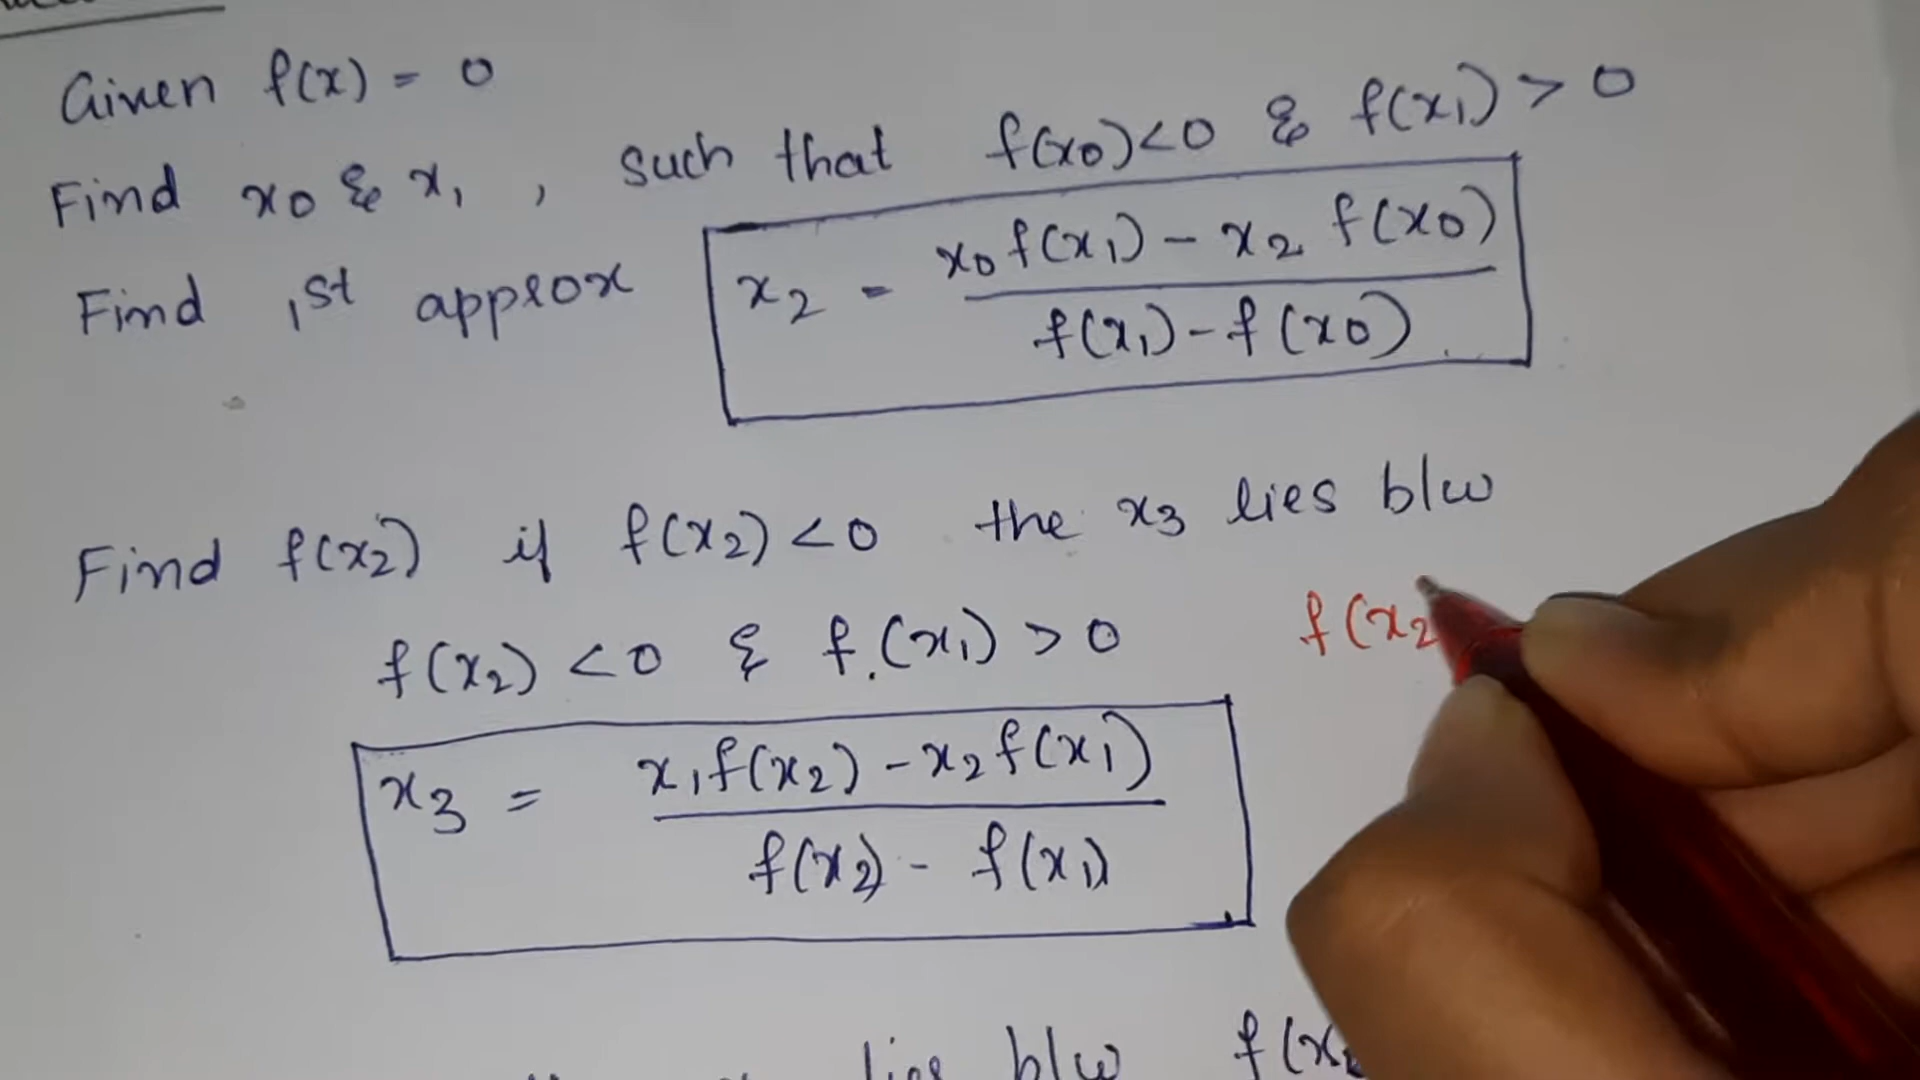 Given f(x) = 0
Find x0 & x1, such that f(x0)<0 & f(x1) > 0
Find 1st approx x2 = x0 f(x1) - x2 f(x0) / f(x1) - f(x0)
Find f(x2) if f(x2) <0 the x3 lies b/w
f(x2) <0 & f.(x1) > 0
f(x2
x3 = x1 f(x2) - x2 f(x1) / f(x2) - f(x1)
lies b/w f(x